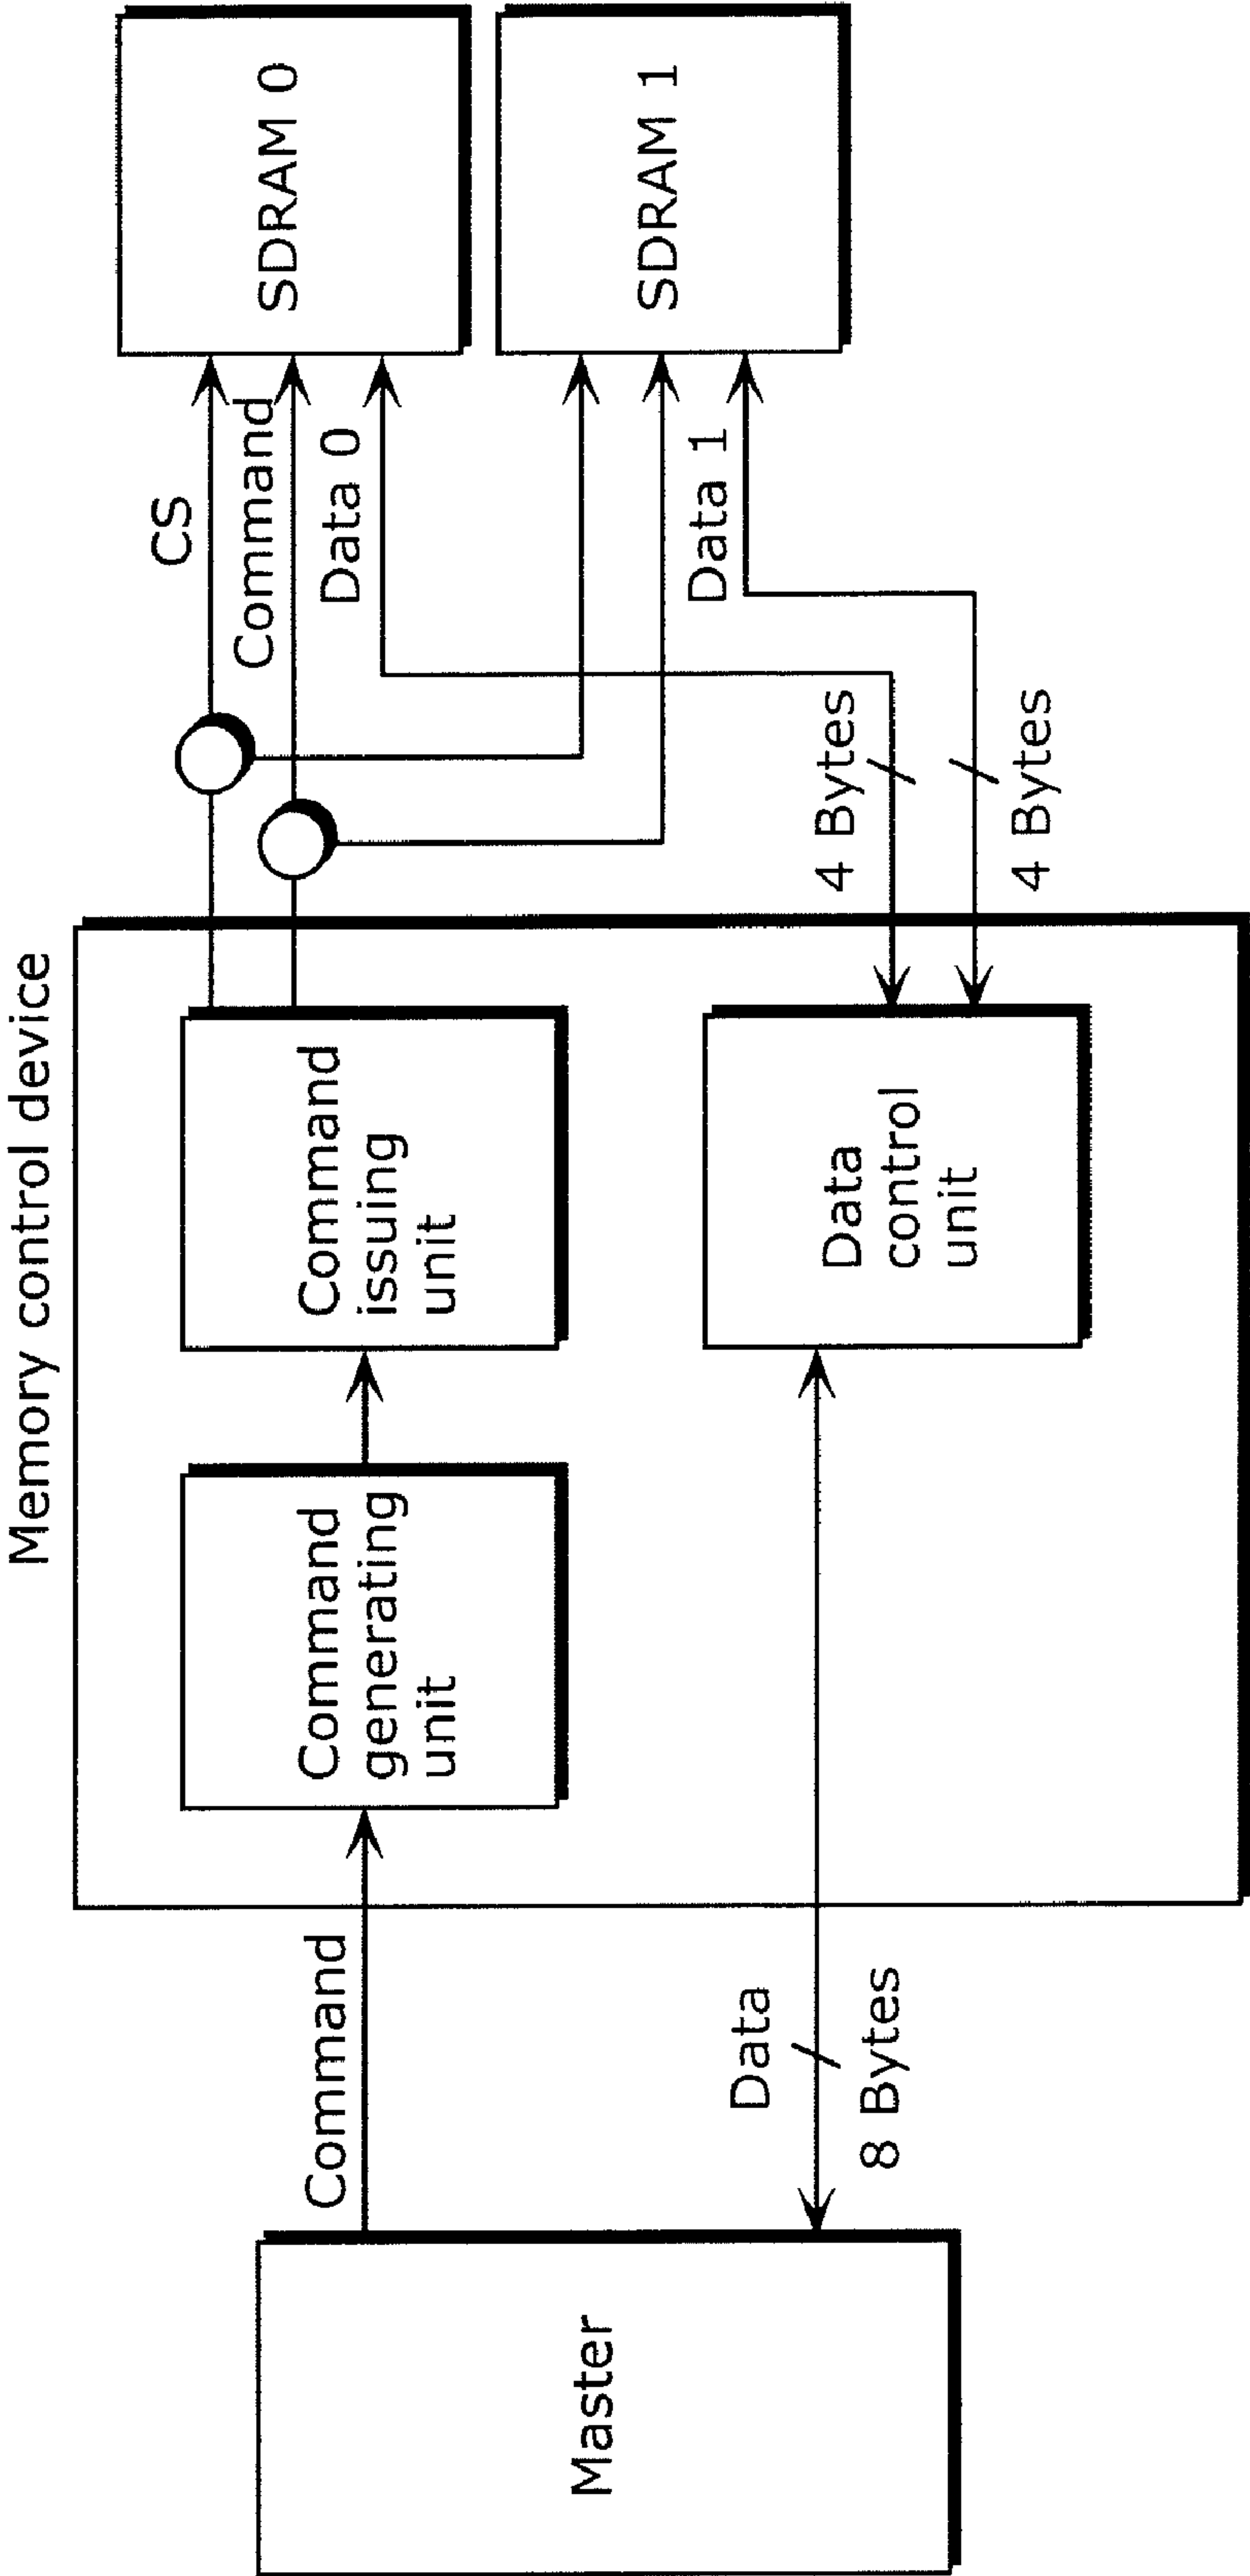 Memory control device
Master
Command
Data
8 Bytes
Command
generating
unit
Command
issuing
unit
Data
control
unit
CS
Command
Data 0
Data 1
4 Bytes
4 Bytes
SDRAM 0
SDRAM 1